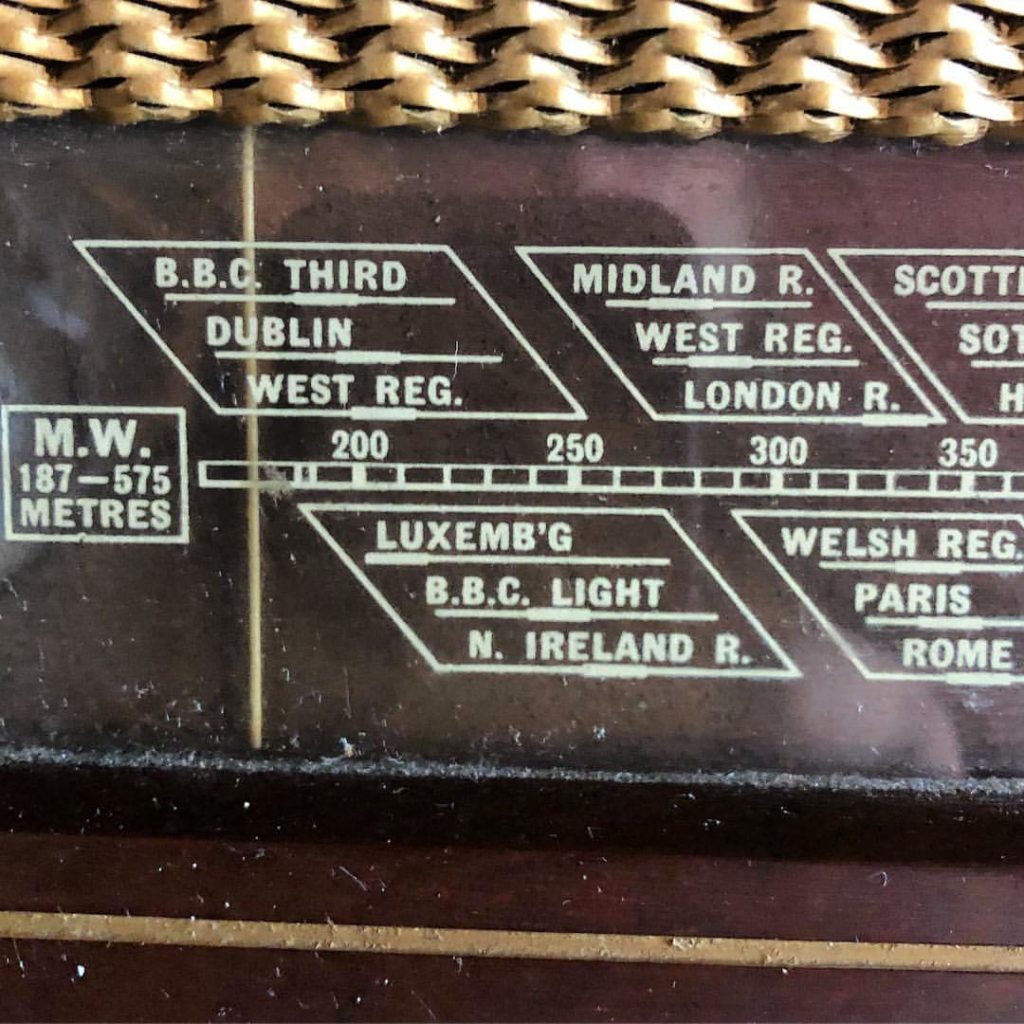 B.B.C. THIRD
DUBLIN
WEST REG.
MIDLAND R.
WEST REG.
LONDON R.
M.W.
187–575
METRES
200 250 300 350
LUXEMB'G
B.B.C. LIGHT
N. IRELAND R.
WELSH REG.
PARIS
ROME